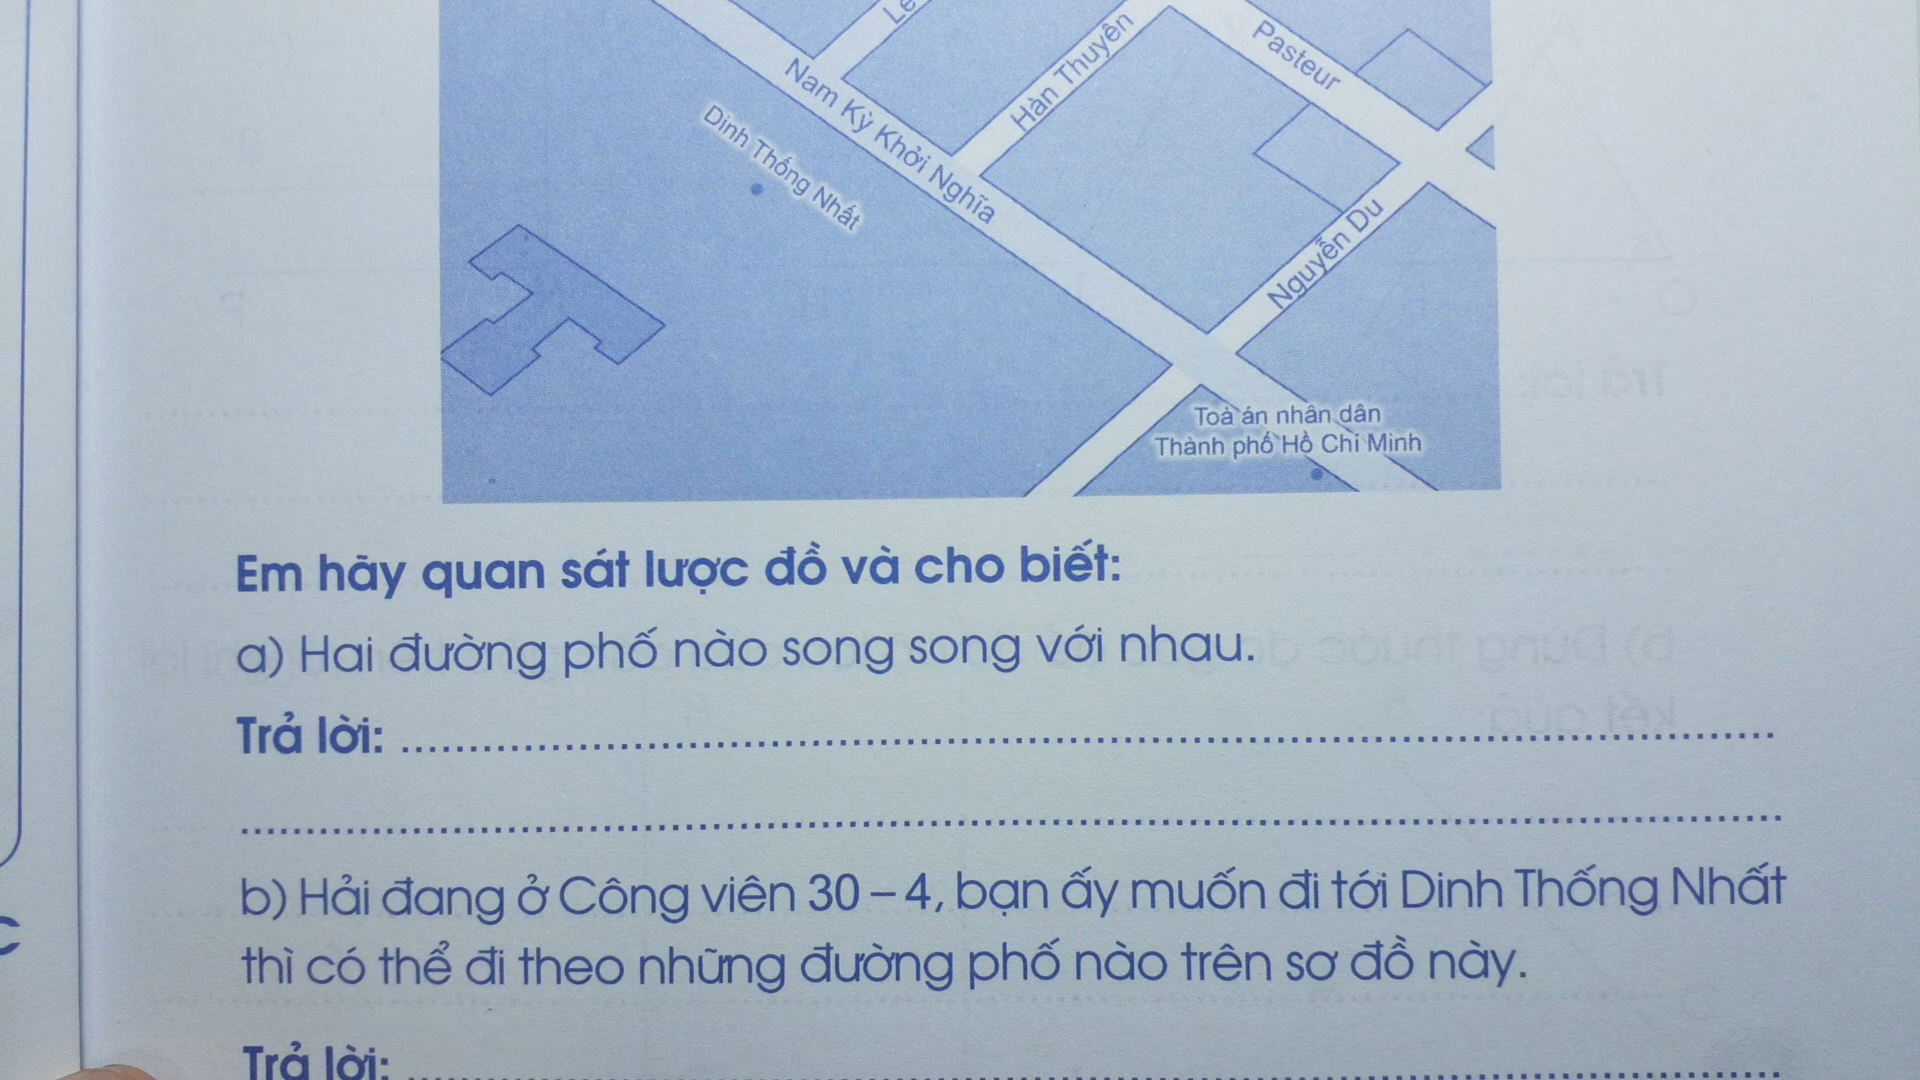 Lê
Pasteur
Hàn Thuyên
Nam Kỳ Khởi Nghĩa
Dinh Thống Nhất
Nguyễn Du
Toà án nhân dân
Thành phố Hồ Chí Minh
Em hãy quan sát lược đồ và cho biết:
a) Hai đường phố nào song song với nhau.
Trả lời:
b) Hải đang ở Công viên 30 – 4, bạn ấy muốn đi tới Dinh Thống Nhất
thì có thể đi theo những đường phố nào trên sơ đồ này.
Trả lời: